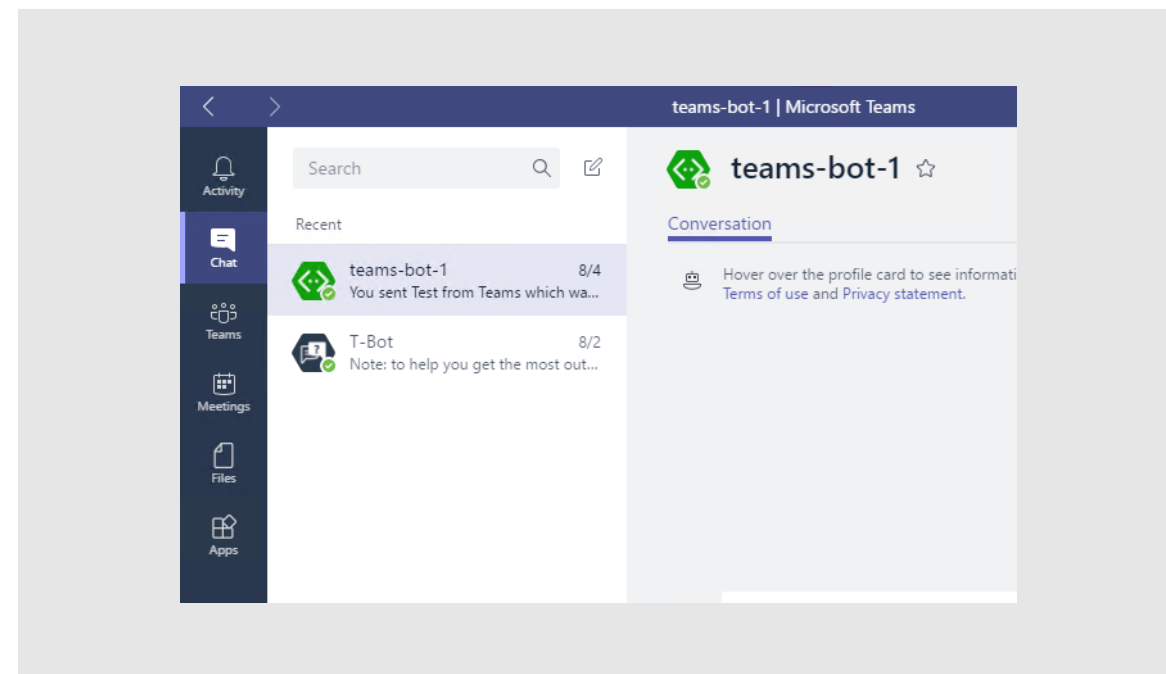 teams-bot-1 | Microsoft Teams
Activity
Chat
Teams
Meetings
Files
Apps
Search
Recent
teams-bot-1 8/4
You sent Test from Teams which wa...
T-Bot 8/2
Note: to help you get the most out...
teams-bot-1
Conversation
Hover over the profile card to see informati
Terms of use and Privacy statement.